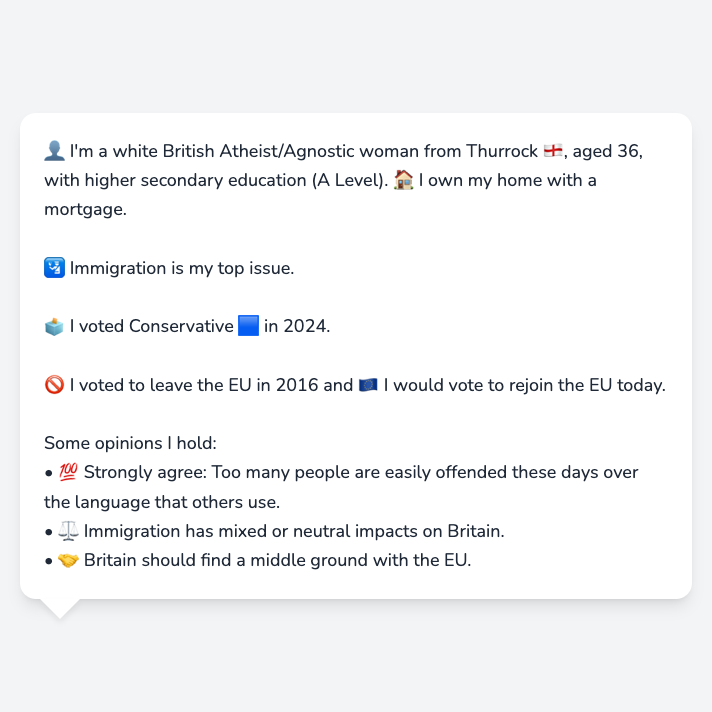 👤 I'm a white British Atheist/Agnostic woman from Thurrock 🏴󠁧󠁢󠁥󠁮󠁧󠁿, aged 36,
with higher secondary education (A Level). 🏠 I own my home with a
mortgage.
🛂 Immigration is my top issue.
🗳️ I voted Conservative 🟦 in 2024.
🚫 I voted to leave the EU in 2016 and 🇪🇺 I would vote to rejoin the EU today.
Some opinions I hold:
• 💯 Strongly agree: Too many people are easily offended these days over
the language that others use.
• ⚖️ Immigration has mixed or neutral impacts on Britain.
• 🤝 Britain should find a middle ground with the EU.